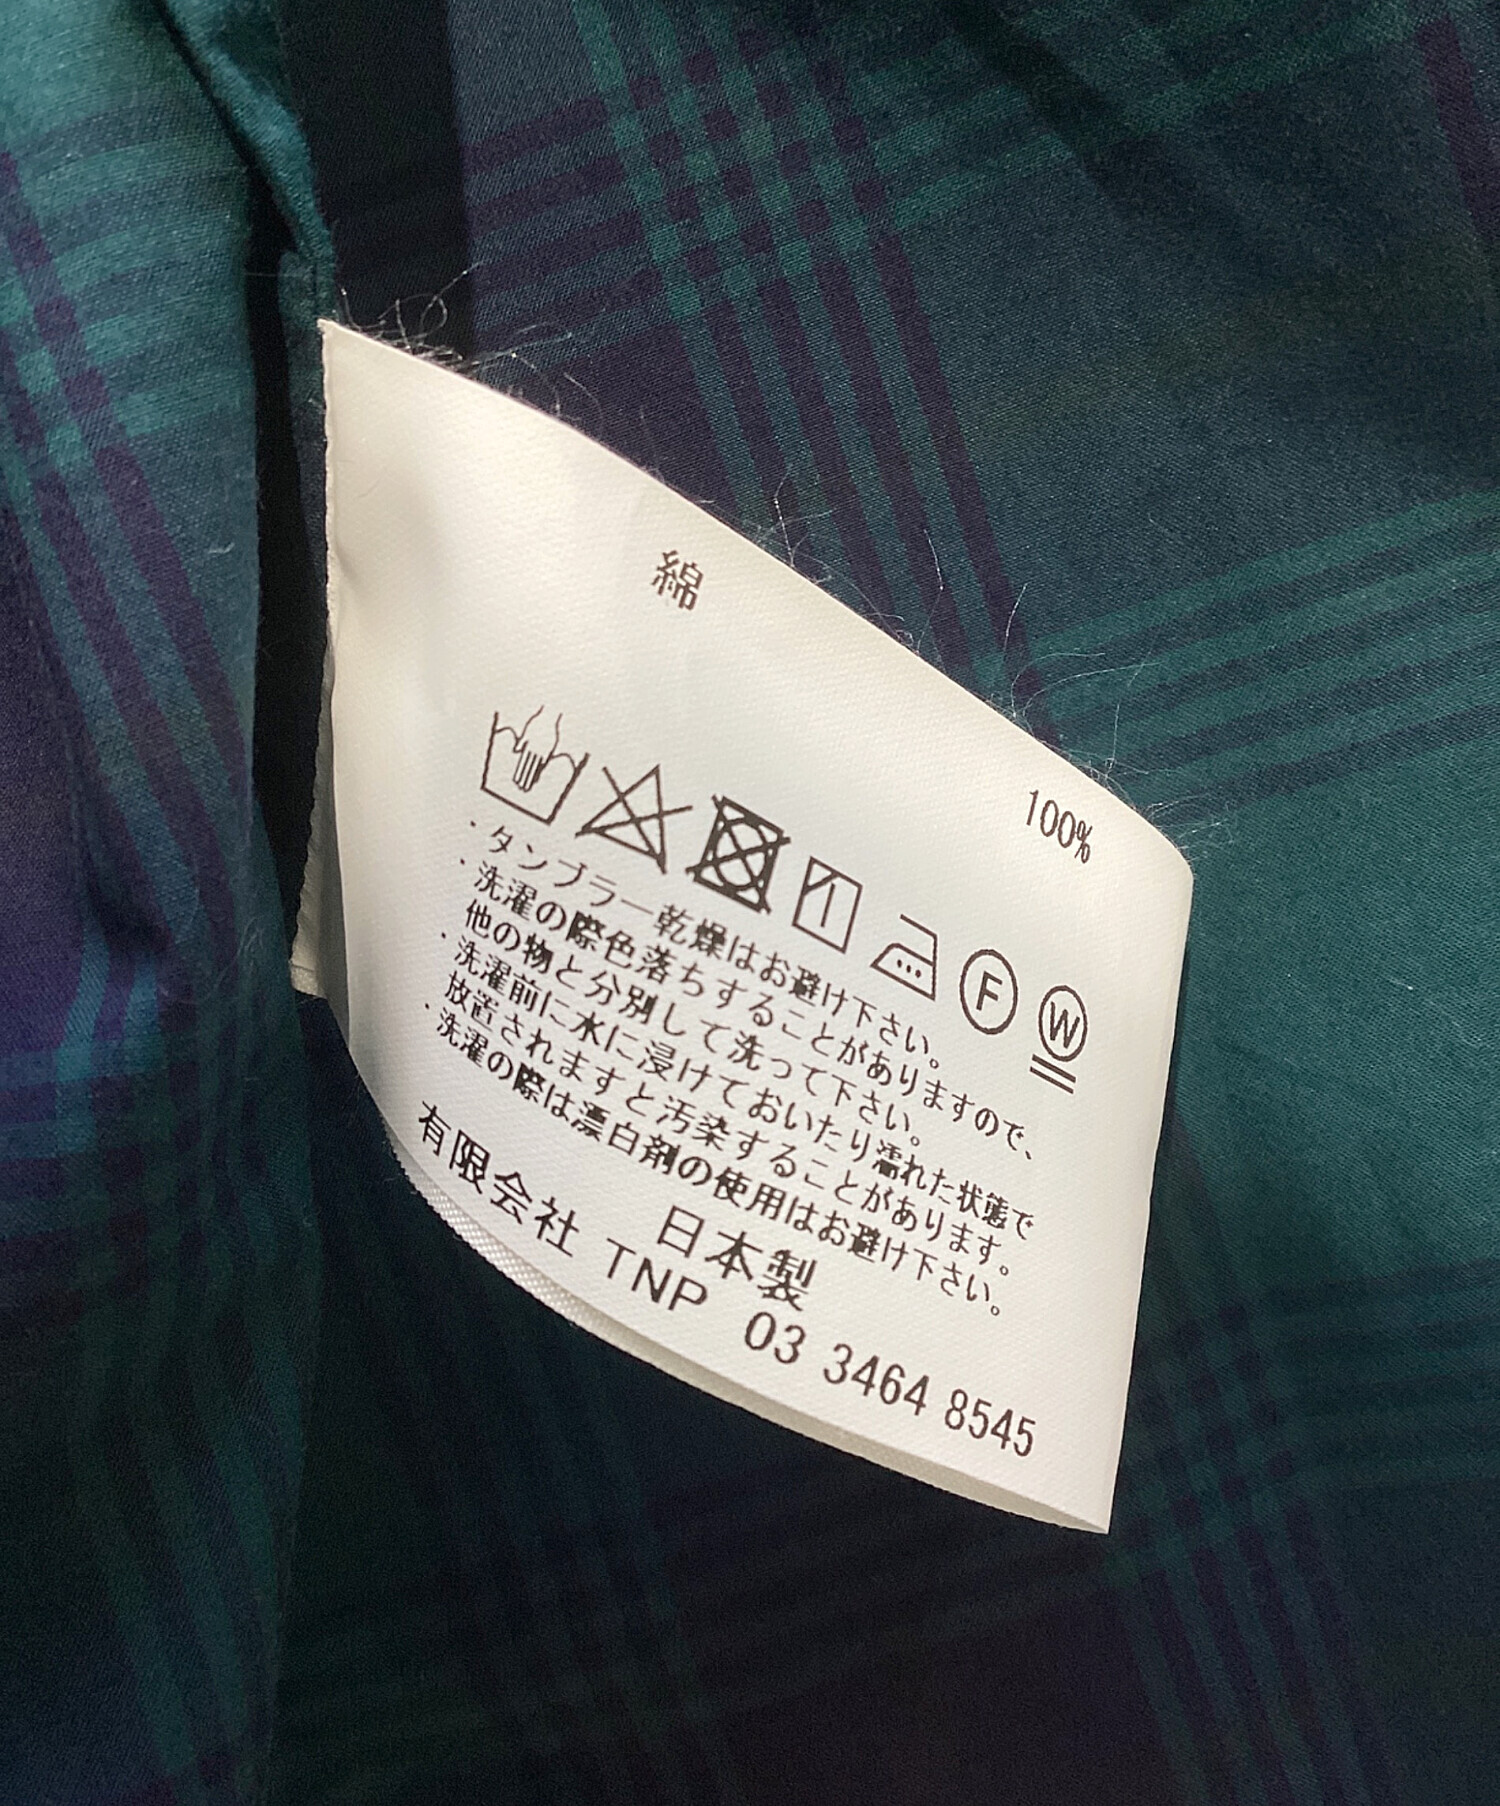 綿 100%
F W
・タンブラー乾燥はお避け下さい。
・洗濯の際色落ちすることがありますので、
他の物と分別して洗って下さい。
・洗濯前に水に浸けておいたり濡れた状態で
放置されますと汚染することがあります。
・洗濯の際は漂白剤の使用はお避け下さい。
日本製
有限会社 TNP 03 3464 8545